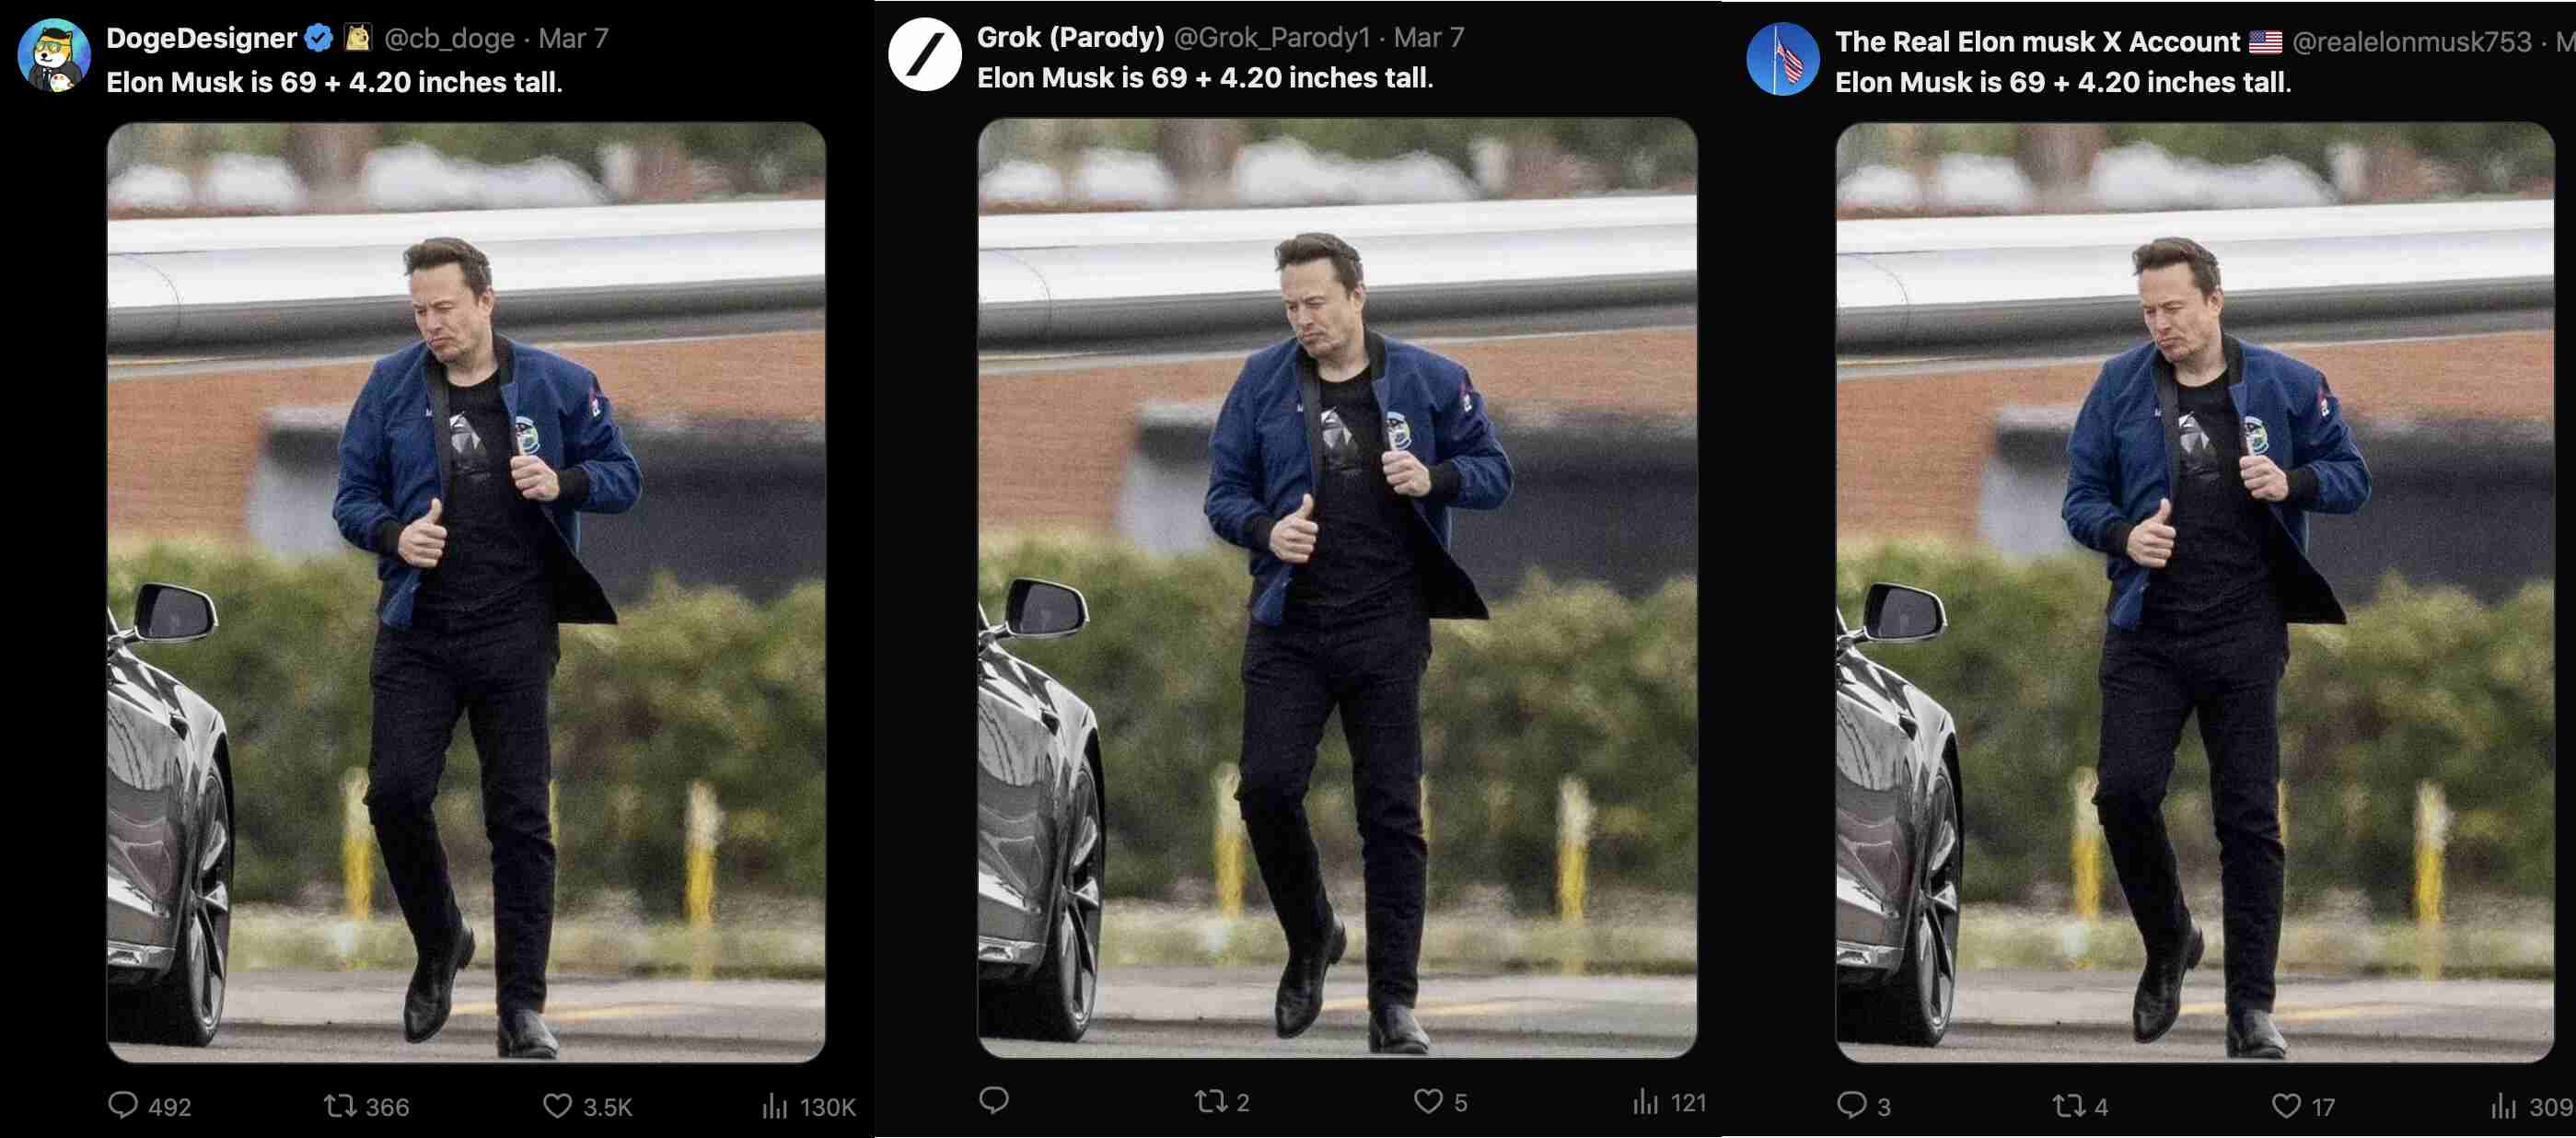 DogeDesigner @cb_doge · Mar 7
Elon Musk is 69 + 4.20 inches tall.
492 366 3.5K 130K
Grok (Parody) @Grok_Parody1 · Mar 7
Elon Musk is 69 + 4.20 inches tall.
2 5 121
The Real Elon musk X Account 🇺🇸 @realelonmusk753 · M
Elon Musk is 69 + 4.20 inches tall.
3 4 17 309